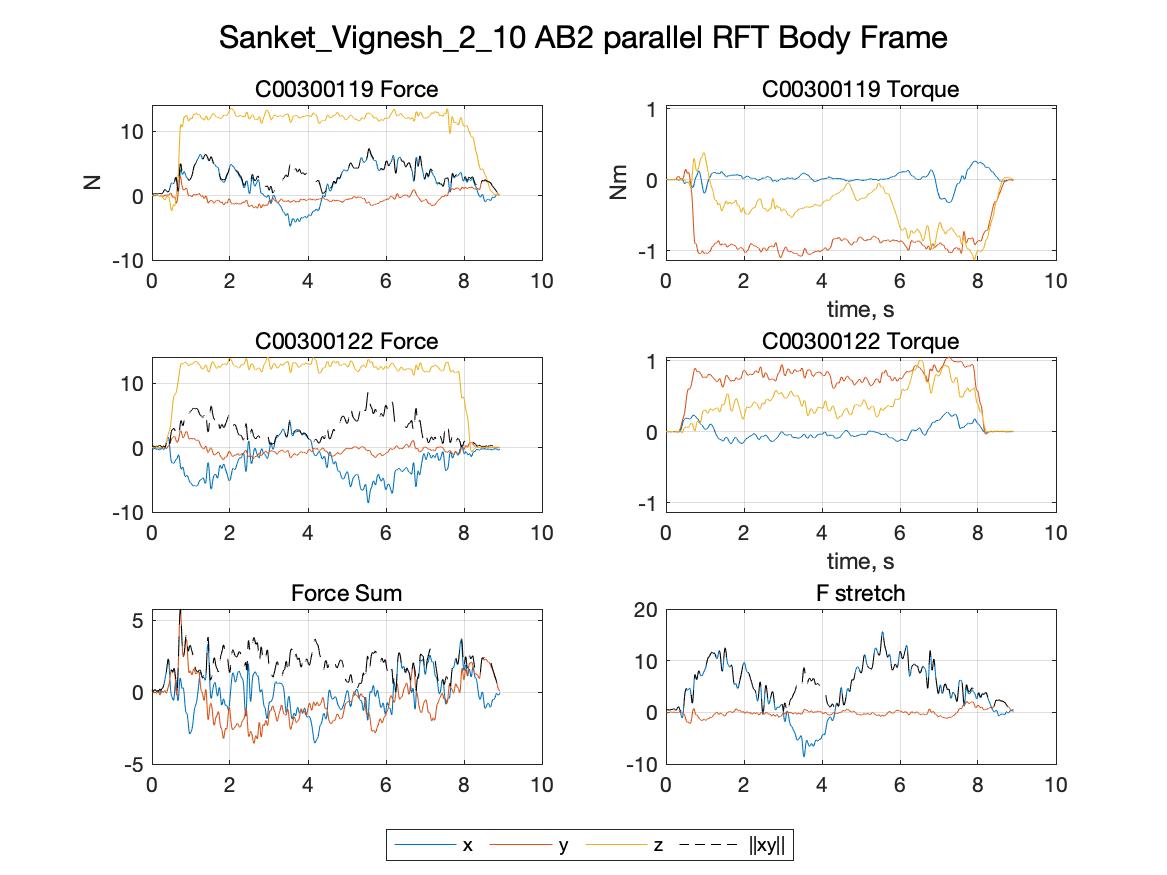 Sanket_Vignesh_2_10 AB2 parallel RFT Body Frame
C00300119 Force
N
10
0
-10
0 2 4 6 8 10
C00300119 Torque
Nm
1
0
-1
0 2 4 6 8 10
time, s
C00300122 Force
10
0
-10
0 2 4 6 8 10
C00300122 Torque
1
0
-1
0 2 4 6 8 10
time, s
Force Sum
5
0
-5
0 2 4 6 8 10
F stretch
20
10
0
-10
0 2 4 6 8 10
x y z ||xy||